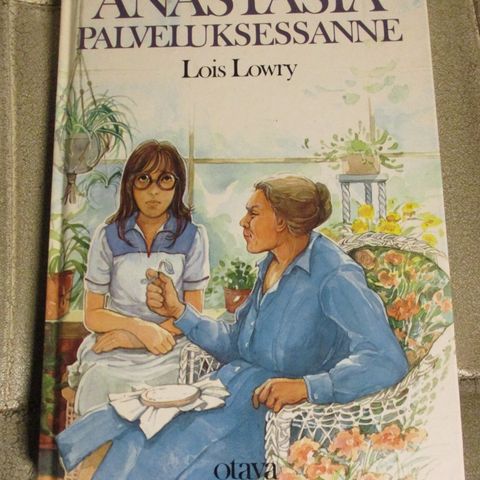 ANASTASIA
PALVELUKSESSANNE
Lois Lowry
otava